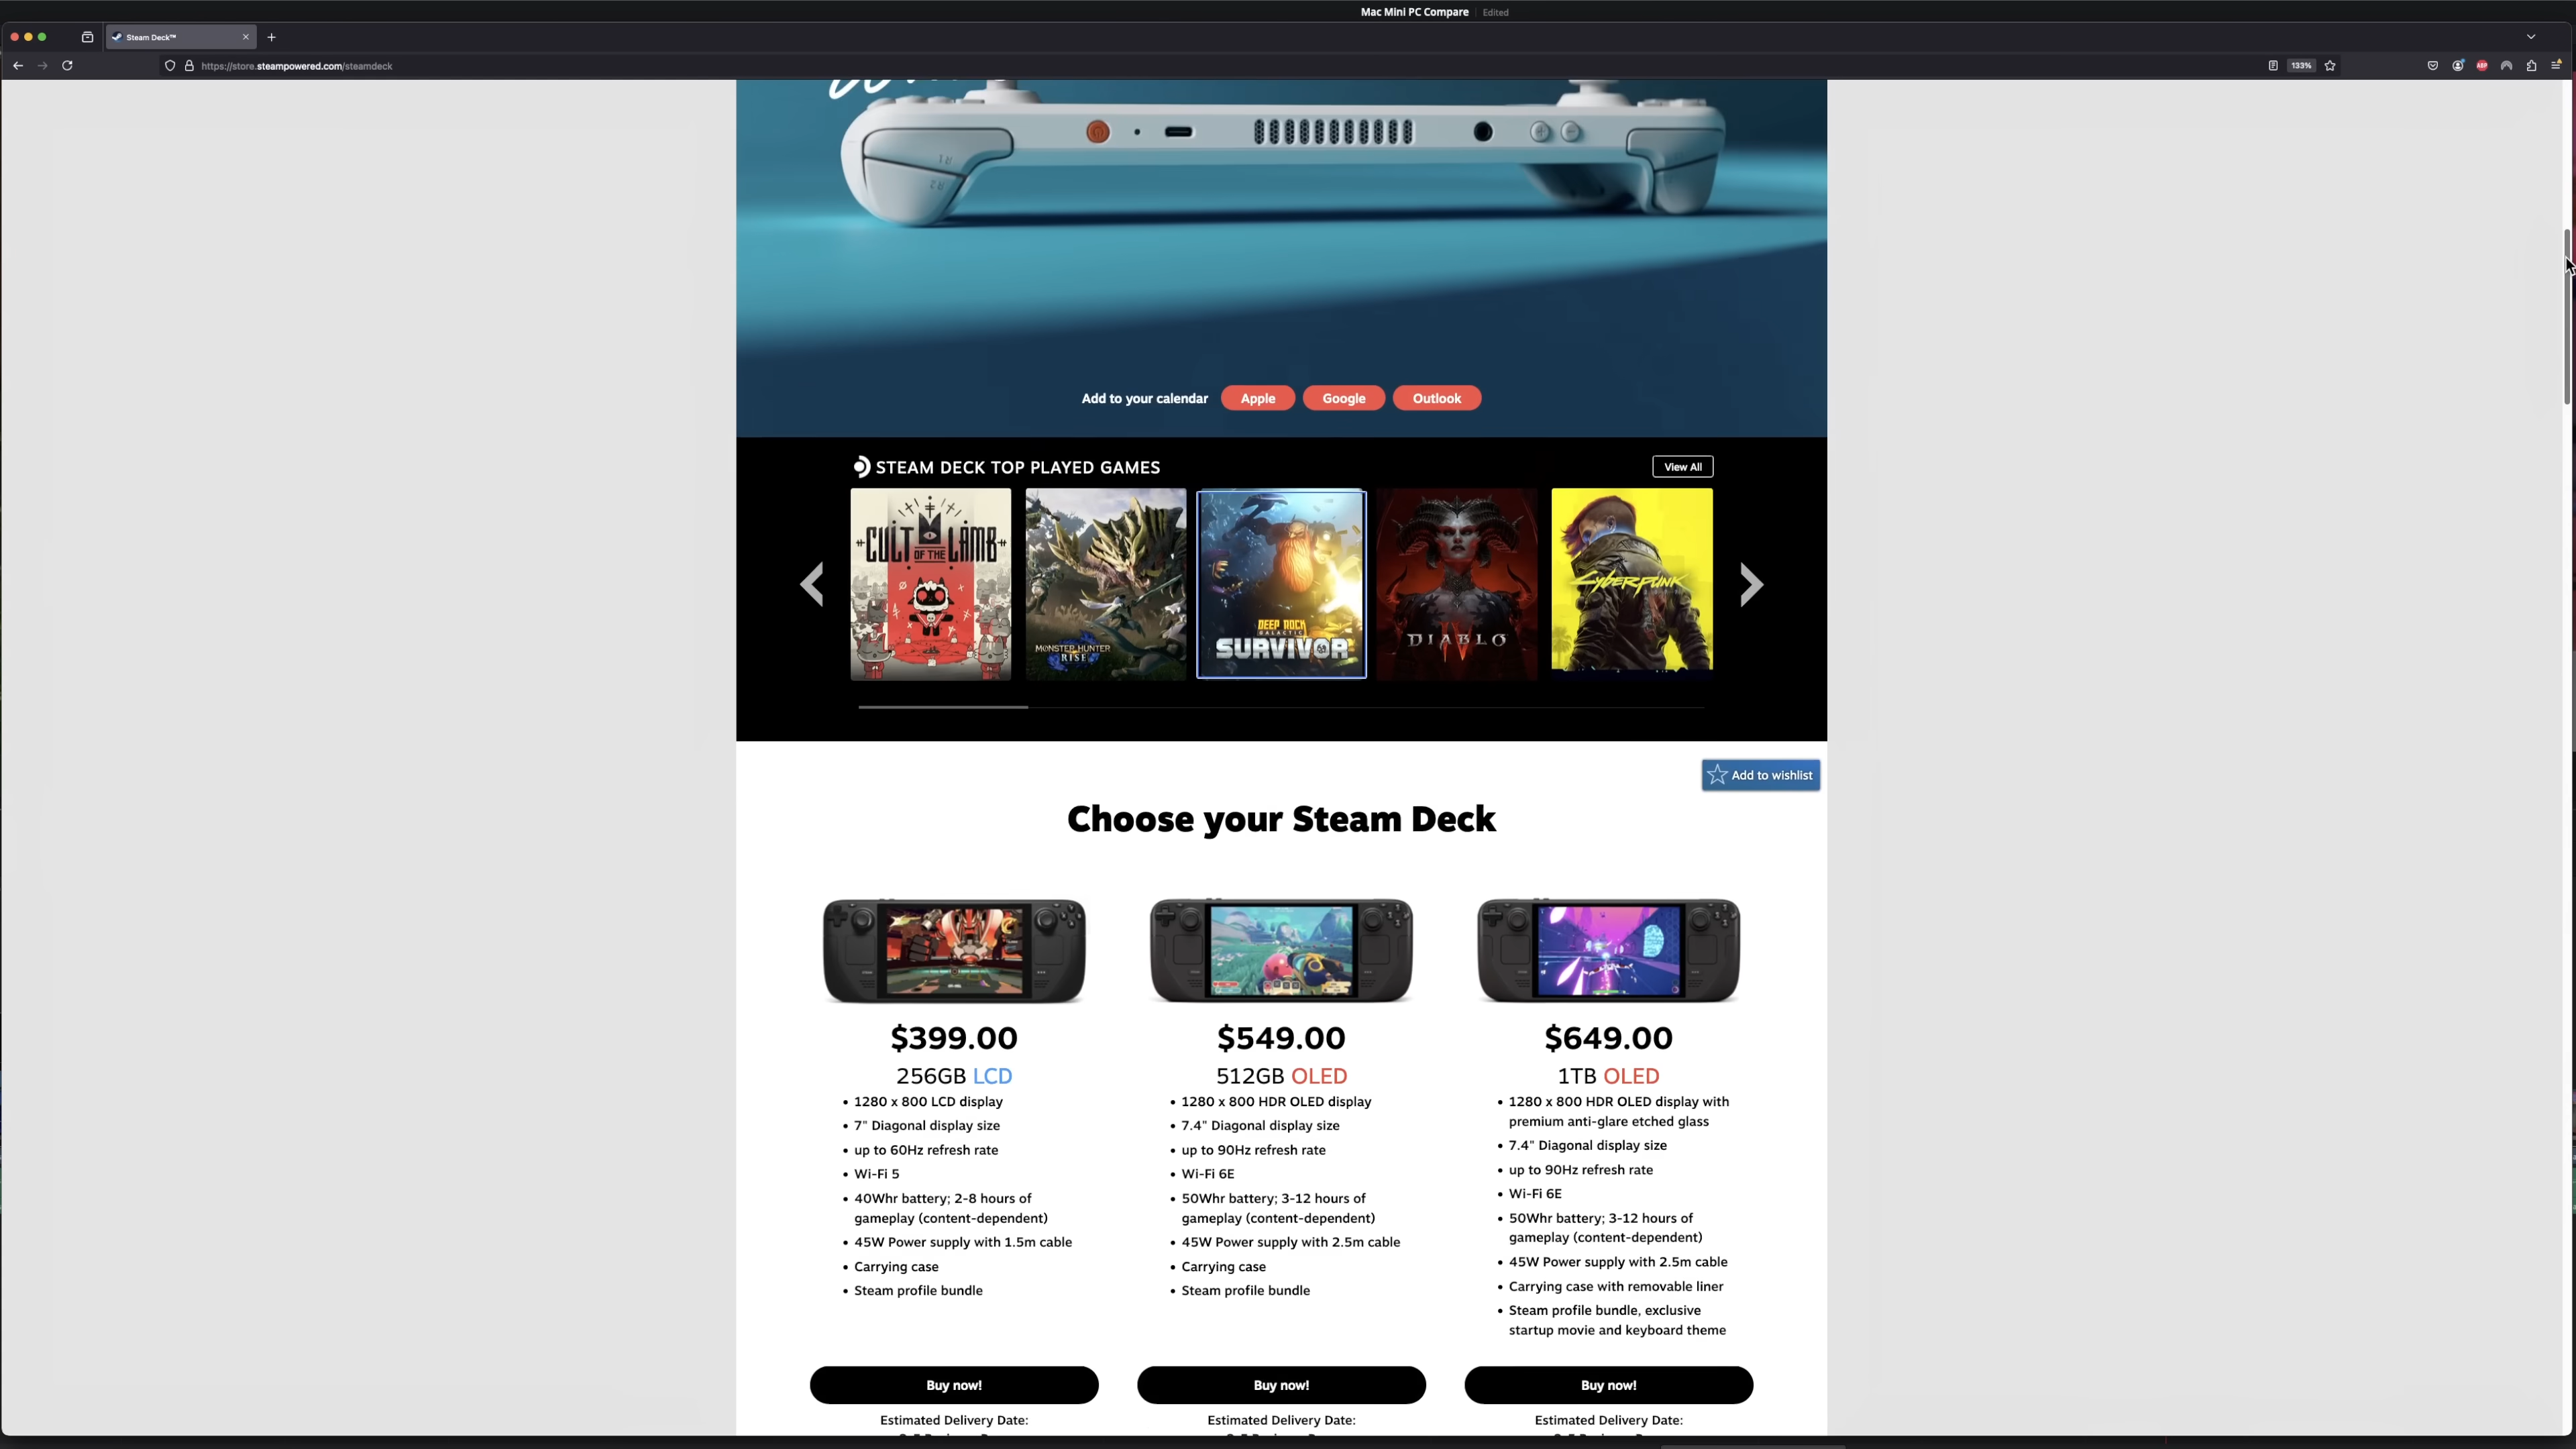 Mac Mini PC Compare Edited
Steam Deck™
https://store.steampowered.com/steamdeck
133%
ABP
R1
R2
Add to your calendar
Apple
Google
Outlook
STEAM DECK TOP PLAYED GAMES
View All
CULT
OF THE
LAMB
MONSTER HUNTER
RISE
DEEP ROCK
GALACTIC
SURVIVOR
DIABLO
IV
CYBERPUNK
Add to wishlist
Choose your Steam Deck
$399.00
256GB LCD
• 1280 x 800 LCD display
• 7" Diagonal display size
• up to 60Hz refresh rate
• Wi-Fi 5
• 40Whr battery; 2-8 hours of
gameplay (content-dependent)
• 45W Power supply with 1.5m cable
• Carrying case
• Steam profile bundle
Buy now!
Estimated Delivery Date:
$549.00
512GB OLED
• 1280 x 800 HDR OLED display
• 7.4" Diagonal display size
• up to 90Hz refresh rate
• Wi-Fi 6E
• 50Whr battery; 3-12 hours of
gameplay (content-dependent)
• 45W Power supply with 2.5m cable
• Carrying case
• Steam profile bundle
Buy now!
Estimated Delivery Date:
$649.00
1TB OLED
• 1280 x 800 HDR OLED display with
premium anti-glare etched glass
• 7.4" Diagonal display size
• up to 90Hz refresh rate
• Wi-Fi 6E
• 50Whr battery; 3-12 hours of
gameplay (content-dependent)
• 45W Power supply with 2.5m cable
• Carrying case with removable liner
• Steam profile bundle, exclusive
startup movie and keyboard theme
Buy now!
Estimated Delivery Date: